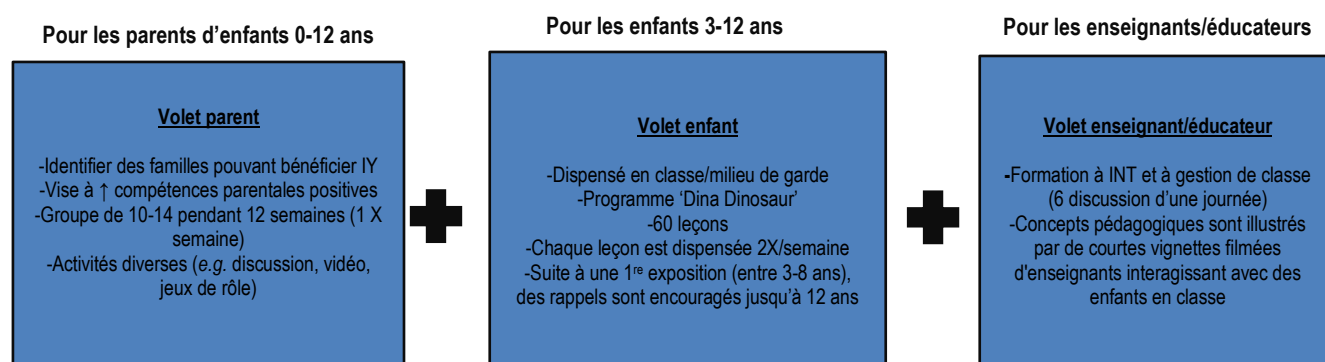 Pour les parents d'enfants 0-12 ans
Volet parent
-Identifier des familles pouvant bénéficier IY
-Vise à ↑ compétences parentales positives
-Groupe de 10-14 pendant 12 semaines (1 X
semaine)
-Activités diverses (e.g. discussion, vidéo,
jeux de rôle)
Pour les enfants 3-12 ans
Volet enfant
-Dispensé en classe/milieu de garde
-Programme ‘Dina Dinosaur’
-60 leçons
-Chaque leçon est dispensée 2X/semaine
-Suite à une 1re exposition (entre 3-8 ans),
des rappels sont encouragés jusqu’à 12 ans
Pour les enseignants/éducateurs
Volet enseignant/éducateur
-Formation à INT et à gestion de classe
(6 discussion d’une journée)
-Concepts pédagogiques sont illustrés
par de courtes vignettes filmées
d'enseignants interagissant avec des
enfants en classe